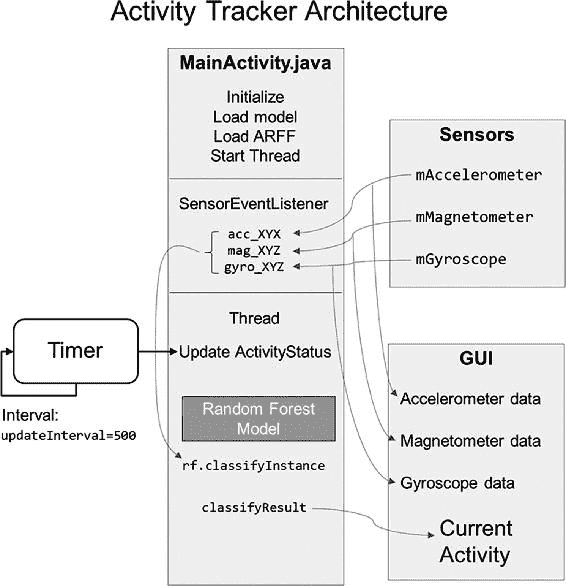 Activity Tracker Architecture
MainActivity.java
Initialize
Load model
Load ARFF
Start Thread
SensorEventListener
acc_XYX
mag_XYZ
gyro_XYZ
Thread
Update ActivityStatus
Random Forest
Model
rf.classifyInstance
classifyResult
Timer
Interval:
updateInterval=500
Sensors
mAccelerometer
mMagnetometer
mGyroscope
GUI
Accelerometer data
Magnetometer data
Gyroscope data
Current
Activity